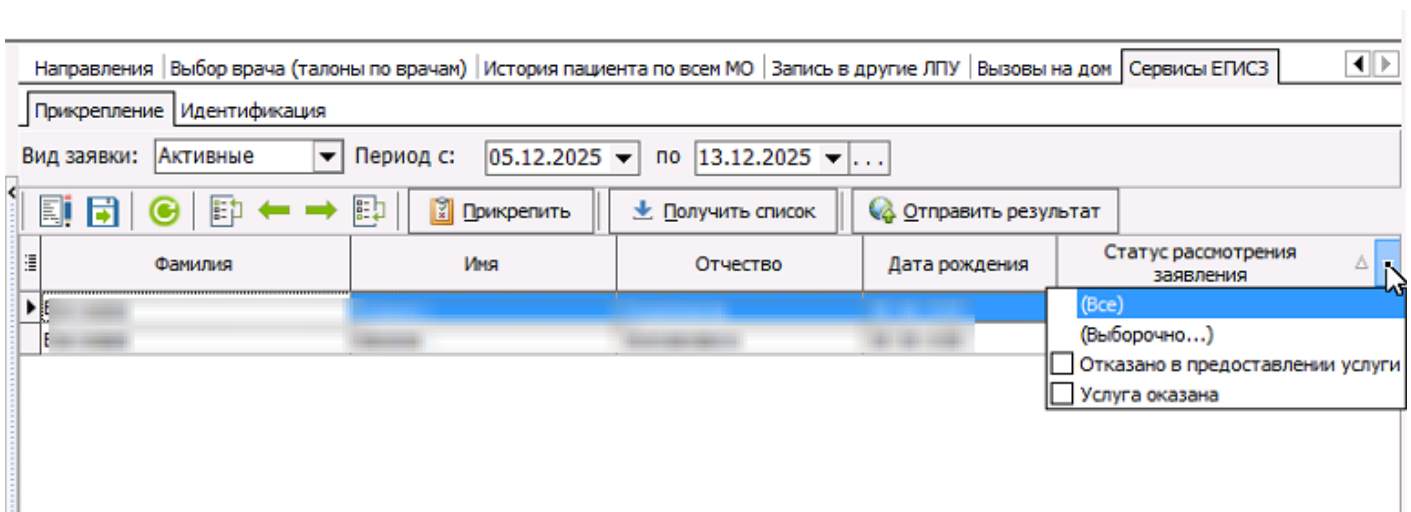 Направления Выбор врача (талоны по врачам) История пациента по всем МО Запись в другие ЛПУ Вызовы на дом Сервисы ЕГИСЗ
Прикрепление Идентификация
Вид заявки: Активные Период с: 05.12.2025 по 13.12.2025 ...
Прикрепить Получить список Отправить результат
Фамилия Имя Отчество Дата рождения Статус рассмотрения
заявления
(Все)
(Выборочно...)
Отказано в предоставлении услуги
Услуга оказана